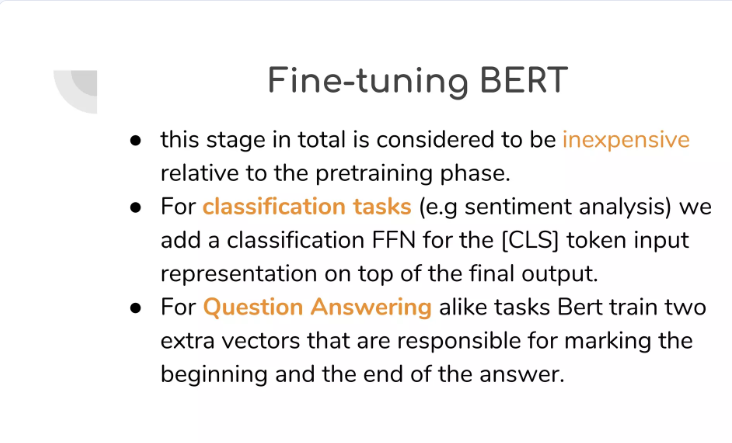 Fine-tuning BERT
● this stage in total is considered to be inexpensive
relative to the pretraining phase.
● For classification tasks (e.g sentiment analysis) we
add a classification FFN for the [CLS] token input
representation on top of the final output.
● For Question Answering alike tasks Bert train two
extra vectors that are responsible for marking the
beginning and the end of the answer.